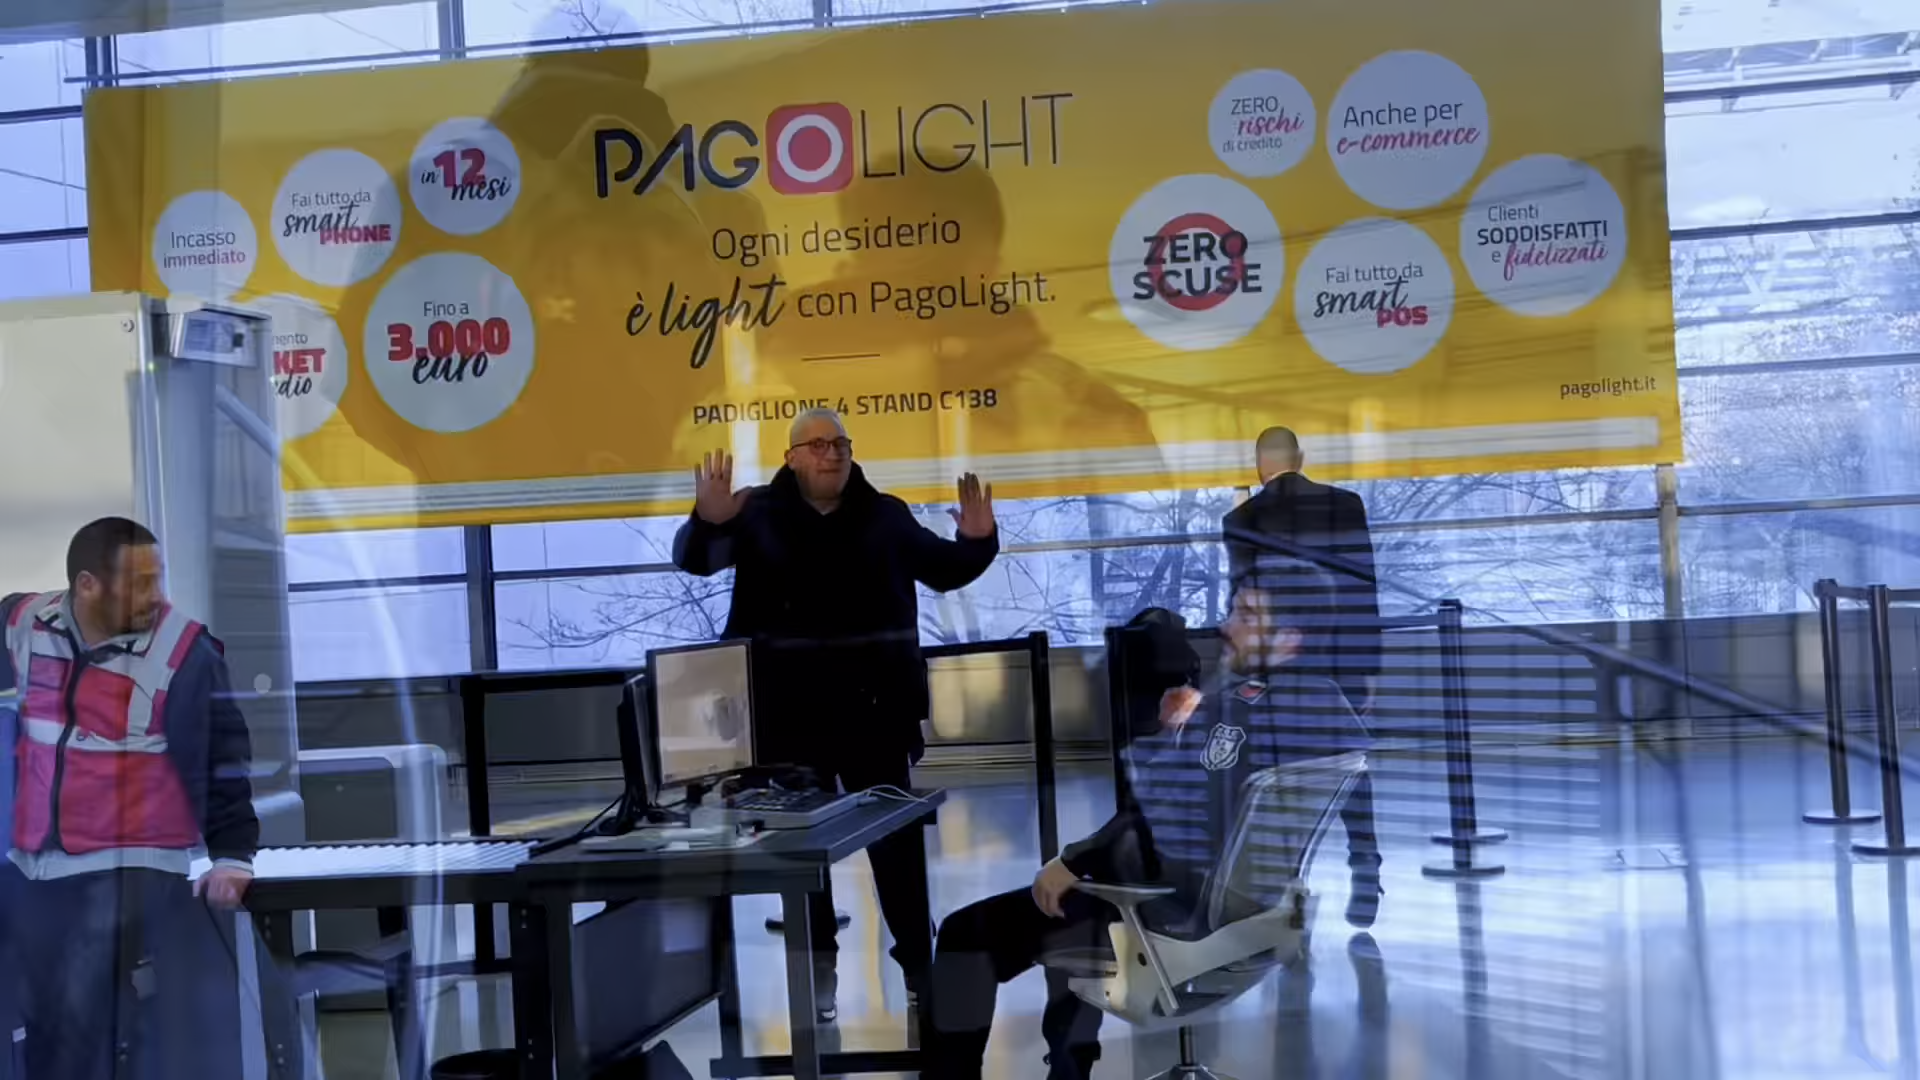 PAGOLIGHT
Ogni desiderio
è light con PagoLight.
PADIGLIONE 4 STAND C138
Incasso
immediato
Fai tutto da
smart
PHONE
in 12
mesi
Fino a
3.000
euro
ZERO
rischi
di credito
Anche per
e-commerce
ZERO
SCUSE
Fai tutto da
smart
POS
Clienti
SODDISFATTI
e fidelizzati
pagolight.it